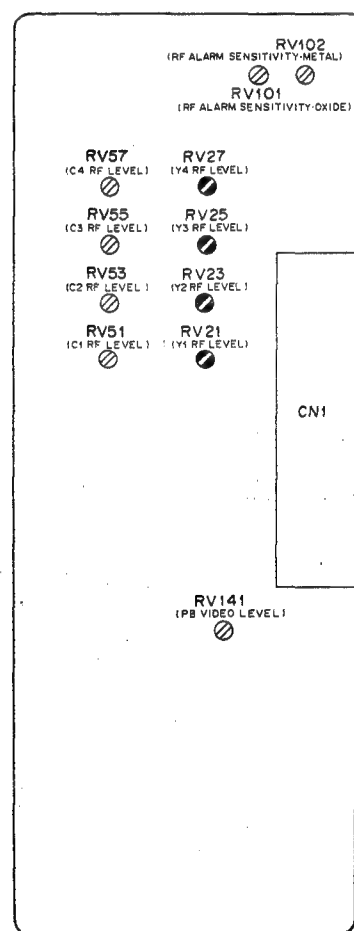 RV102
(RF ALARM SENSITIVITY-METAL)
RV101
(RF ALARM SENSITIVITY-OXIDE)
RV57 RV27
(C4 RF LEVEL) (Y4 RF LEVEL)
RV55 RV25
(C3 RF LEVEL) (Y3 RF LEVEL)
RV53 RV23
(C2 RF LEVEL) (Y2 RF LEVEL)
RV51 RV21
(C1 RF LEVEL) (Y1 RF LEVEL)
CN1
RV141
(PB VIDEO LEVEL)